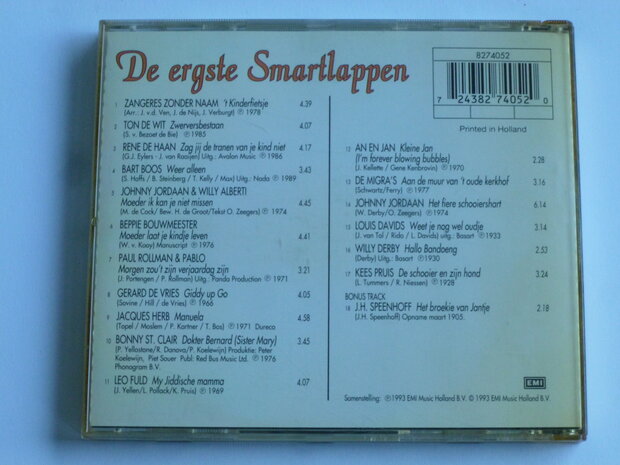 De ergste Smartlappen
1 ZANGERES ZONDER NAAM 't Kinderfietsje 4.39
(Arr.: J. v.d. Ven, J. de Nijs, J. Verburgt) ℗ 1978
2 TON DE WIT Zwerversbestaan 4.07
(S. v. Bezoet de Bie) ℗ 1985
3 RENE DE HAAN Zag jij de tranen van je kind niet 4.17
(G.J. Eylers - J. van Raaijen) Uitg.: Avalon Music ℗ 1986
4 BART BOOS Weer alleen 3.43
(S. Hoffs / B. Steinberg / T. Kelly / Max) Uitg.: Nada ℗ 1989
5 JOHNNY JORDAAN & WILLY ALBERTI
Moeder ik kan je niet missen 4.45
(M. de Cock/ Bew. H. de Groot/Tekst O. Zeegers) ℗ 1974
6 BEPPIE BOUWMEESTER
Moeder laat je kindje leven 4.41
(W. v. Kooy) Manuscript ℗ 1976
7 PAUL ROLLMAN & PABLO
Morgen zou't zijn verjaardag zijn 3.21
(J. Portengen / P. Rollman) Uitg.: Panda Production ℗ 1971
8 GERARD DE VRIES Giddy up Go 4.05
(Sovine / Hill / de Vries) ℗ 1966
9 JACQUES HERB Manuela 4.58
(Topel / Moslem / P. Kartner / T. Bos) ℗ 1971 Dureco
10 BONNY ST. CLAIR Dokter Bernard (Sister Mary) 3.45
(P. Yellostone/R. Danova/P. Koelewijn) Produktie: Peter
Koelewijn, Piet Souer Publ: Red Bus Music Ltd. ℗ 1976
Phonogram B.V.
11 LEO FULD My Jiddische mamma 4.07
(J. Yellen/L. Pollack/K. Pruis) ℗ 1969
8274052
7 24382 74052 0
Printed in Holland
12 AN EN JAN Kleine Jan
(I'm forever blowing bubbles) 2.28
(J. Kellette / Gene Kenbrovin) ℗ 1970
13 DE MIGRA'S Aan de muur van 't oude kerkhof 3.16
(Schwartz/Ferry) ℗ 1977
14 JOHNNY JORDAAN Het fiere schooiershart 6.14
(W. Derby/O. Zeegers) ℗ 1974
15 LOUIS DAVIDS Weet je nog wel oudje 3.14
(J. van Tol / Rido / L. Davids) uitg.: Basart ℗1933
16 WILLY DERBY Hallo Bandoeng 2.53
(Derby) Uitg.: Basart ℗1930
17 KEES PRUIS De schooier en zijn hond 3.24
(L. Tummers / R. Niessen) ℗ 1928
BONUS TRACK
18 J.H. SPEENHOFF Het broekie van Jantje 2.18
(J.H. Speenhoff) Opname maart 1905.
EMI
Samenstelling: ℗ 1993 EMI Music Holland B.V. © 1993 EMI Music Holland B.V.